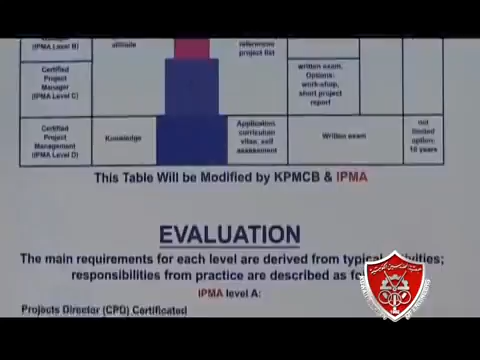 Manager
(IPMA Level B)
attitude
references
project list
Certified
Project
Manager
(IPMA Level C)
written exam,
Options:
work-shop,
short project
report
Certified
Project
Management
(IPMA Level D)
Knowledge
Application,
curriculum
vitae, self
assessment
Written exam
not
limited
option:
10 years
This Table Will be Modified by KPMCB & IPMA
EVALUATION
The main requirements for each level are derived from typical
responsibilities from practice are described as
IPMA level A:
Projects Director (CPD) Certificated